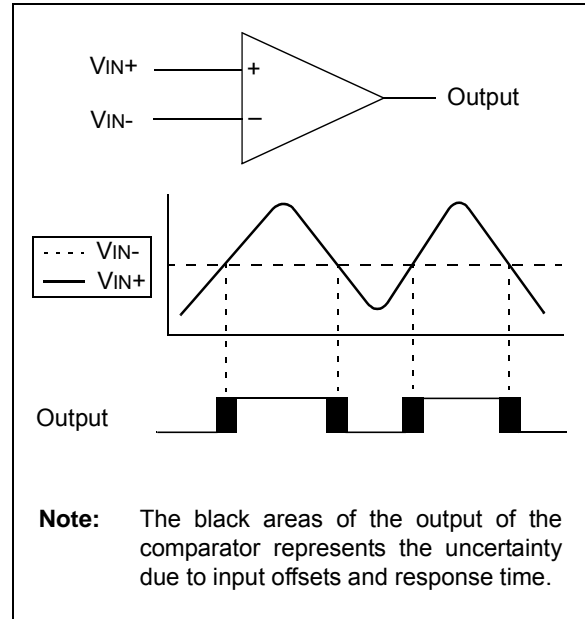 VIN+
+
Output
VIN-
–
VIN-
VIN+
Output
Note: The black areas of the output of the
comparator represents the uncertainty
due to input offsets and response time.